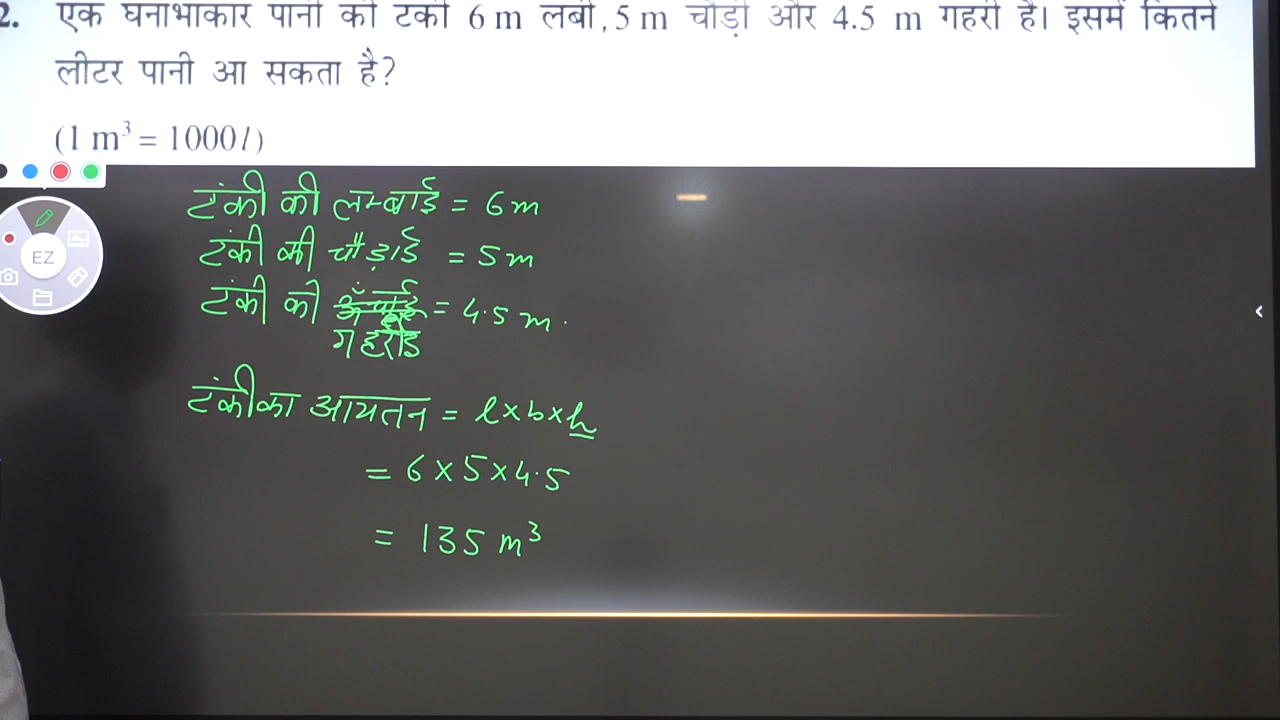 2. एक घनाभाकार पानी की टंकी 6 m लंबी, 5 m चौड़ी और 4.5 m गहरी है। इसमें कितने
लीटर पानी आ सकता है?
(1 m³ = 1000 l)
EZ
टंकी की लम्बाई = 6 m
टंकी की चौड़ाई = 5 m
टंकी की = 4.5 m.
गहराई
टंकी का आयतन = l × b × h
= 6 × 5 × 4.5
= 135 m³